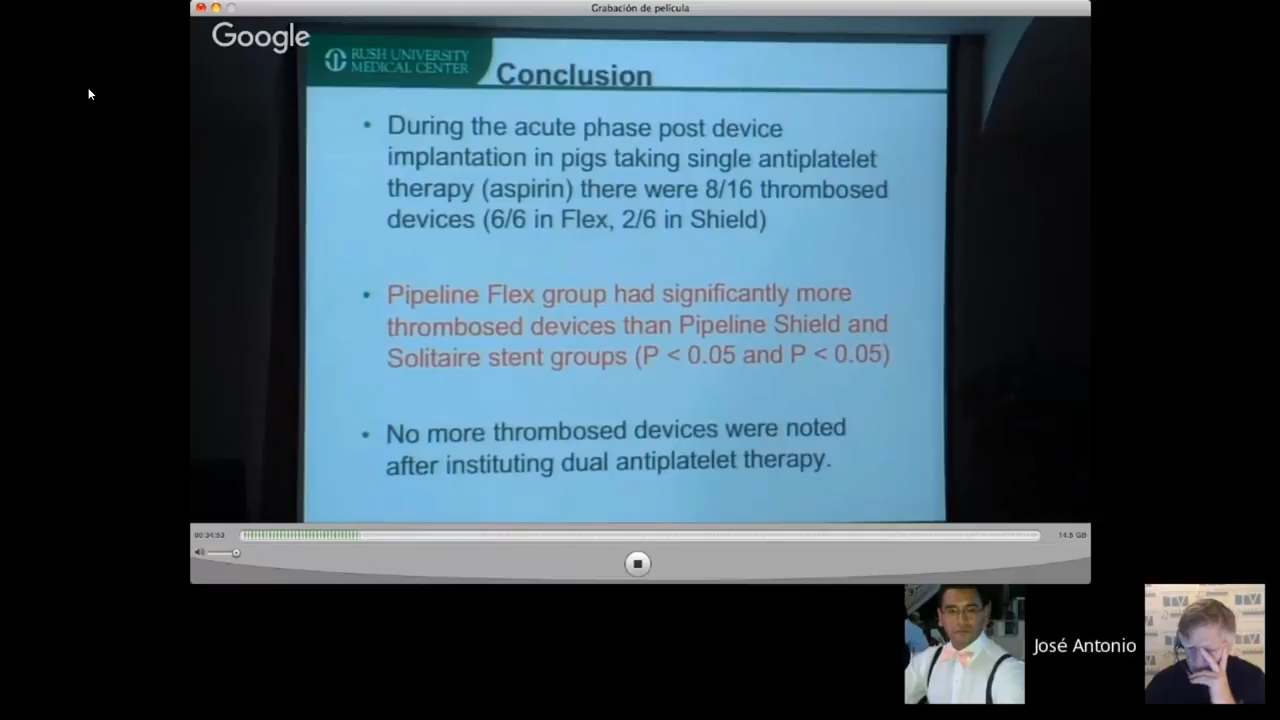 Grabación de película
Google
RUSH UNIVERSITY
MEDICAL CENTER
Conclusion
• During the acute phase post device
implantation in pigs taking single antiplatelet
therapy (aspirin) there were 8/16 thrombosed
devices (6/6 in Flex, 2/6 in Shield)
• Pipeline Flex group had significantly more
thrombosed devices than Pipeline Shield and
Solitaire stent groups (P < 0.05 and P < 0.05)
• No more thrombosed devices were noted
after instituting dual antiplatelet therapy.
00:34:53
14.5 GB
José Antonio
TV
TV